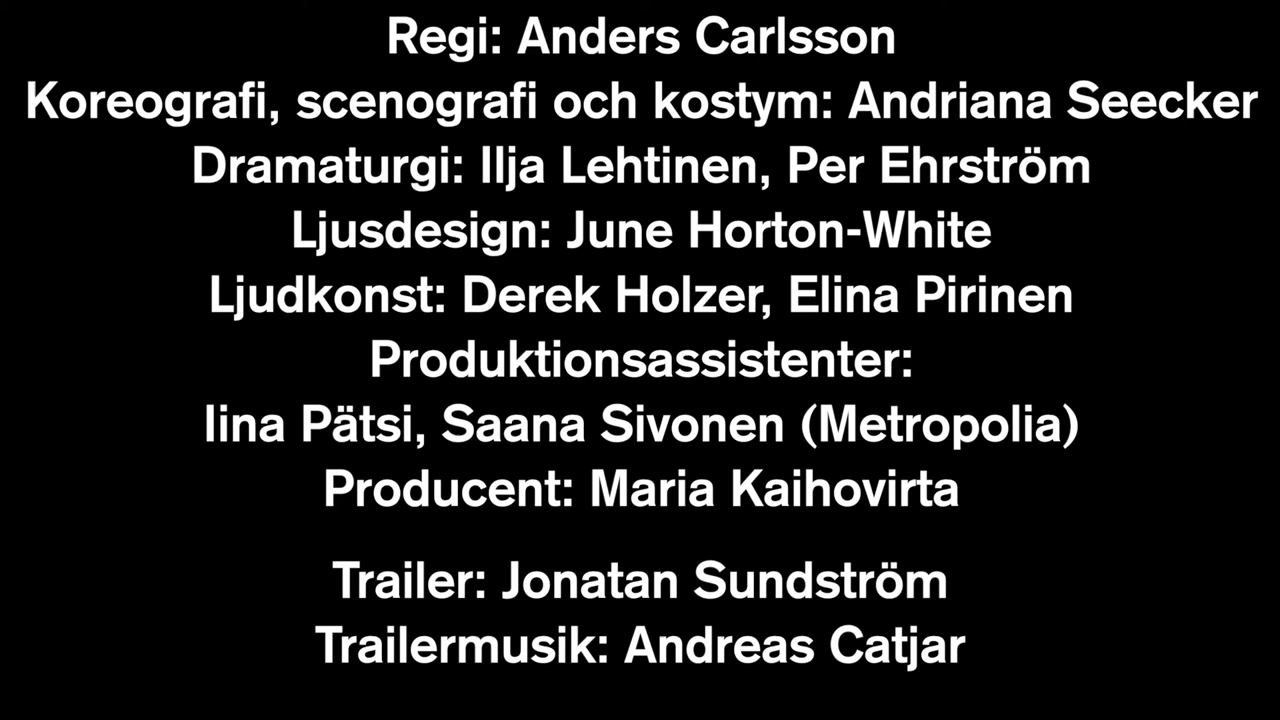 Regi: Anders Carlsson
Koreografi, scenografi och kostym: Andriana Seecker
Dramaturgi: Ilja Lehtinen, Per Ehrström
Ljusdesign: June Horton-White
Ljudkonst: Derek Holzer, Elina Pirinen
Produktionsassistenter:
Iina Pätsi, Saana Sivonen (Metropolia)
Producent: Maria Kaihovirta
Trailer: Jonatan Sundström
Trailermusik: Andreas Catjar